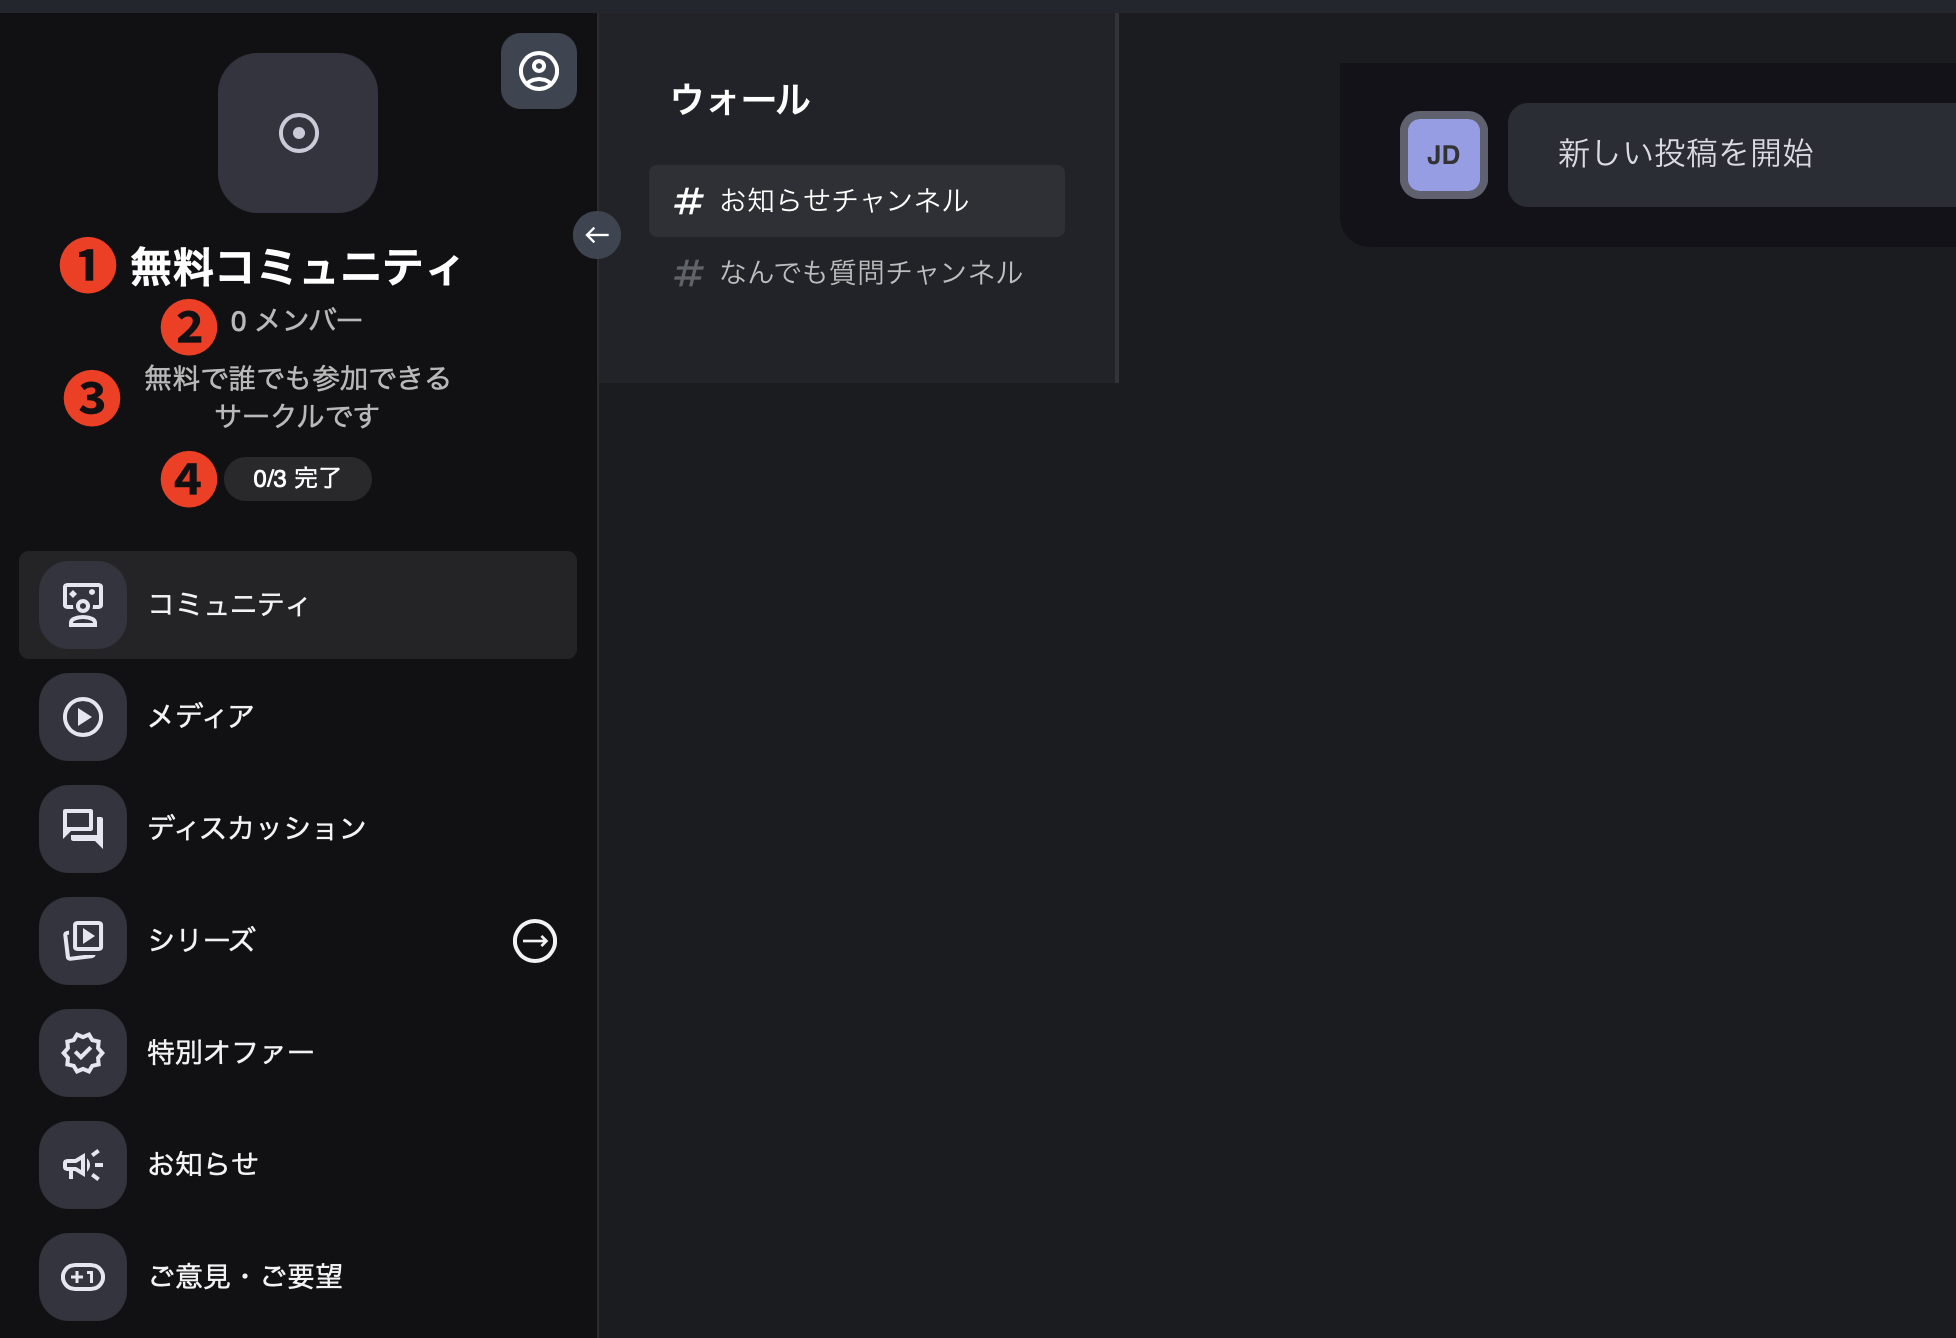 1 無料コミュニティ
2 0 メンバー
3 無料で誰でも参加できる
サークルです
4 0/3 完了
コミュニティ
メディア
ディスカッション
シリーズ
特別オファー
お知らせ
+1 ご意見・ご要望
ウォール
# お知らせチャンネル
# なんでも質問チャンネル
JD 新しい投稿を開始